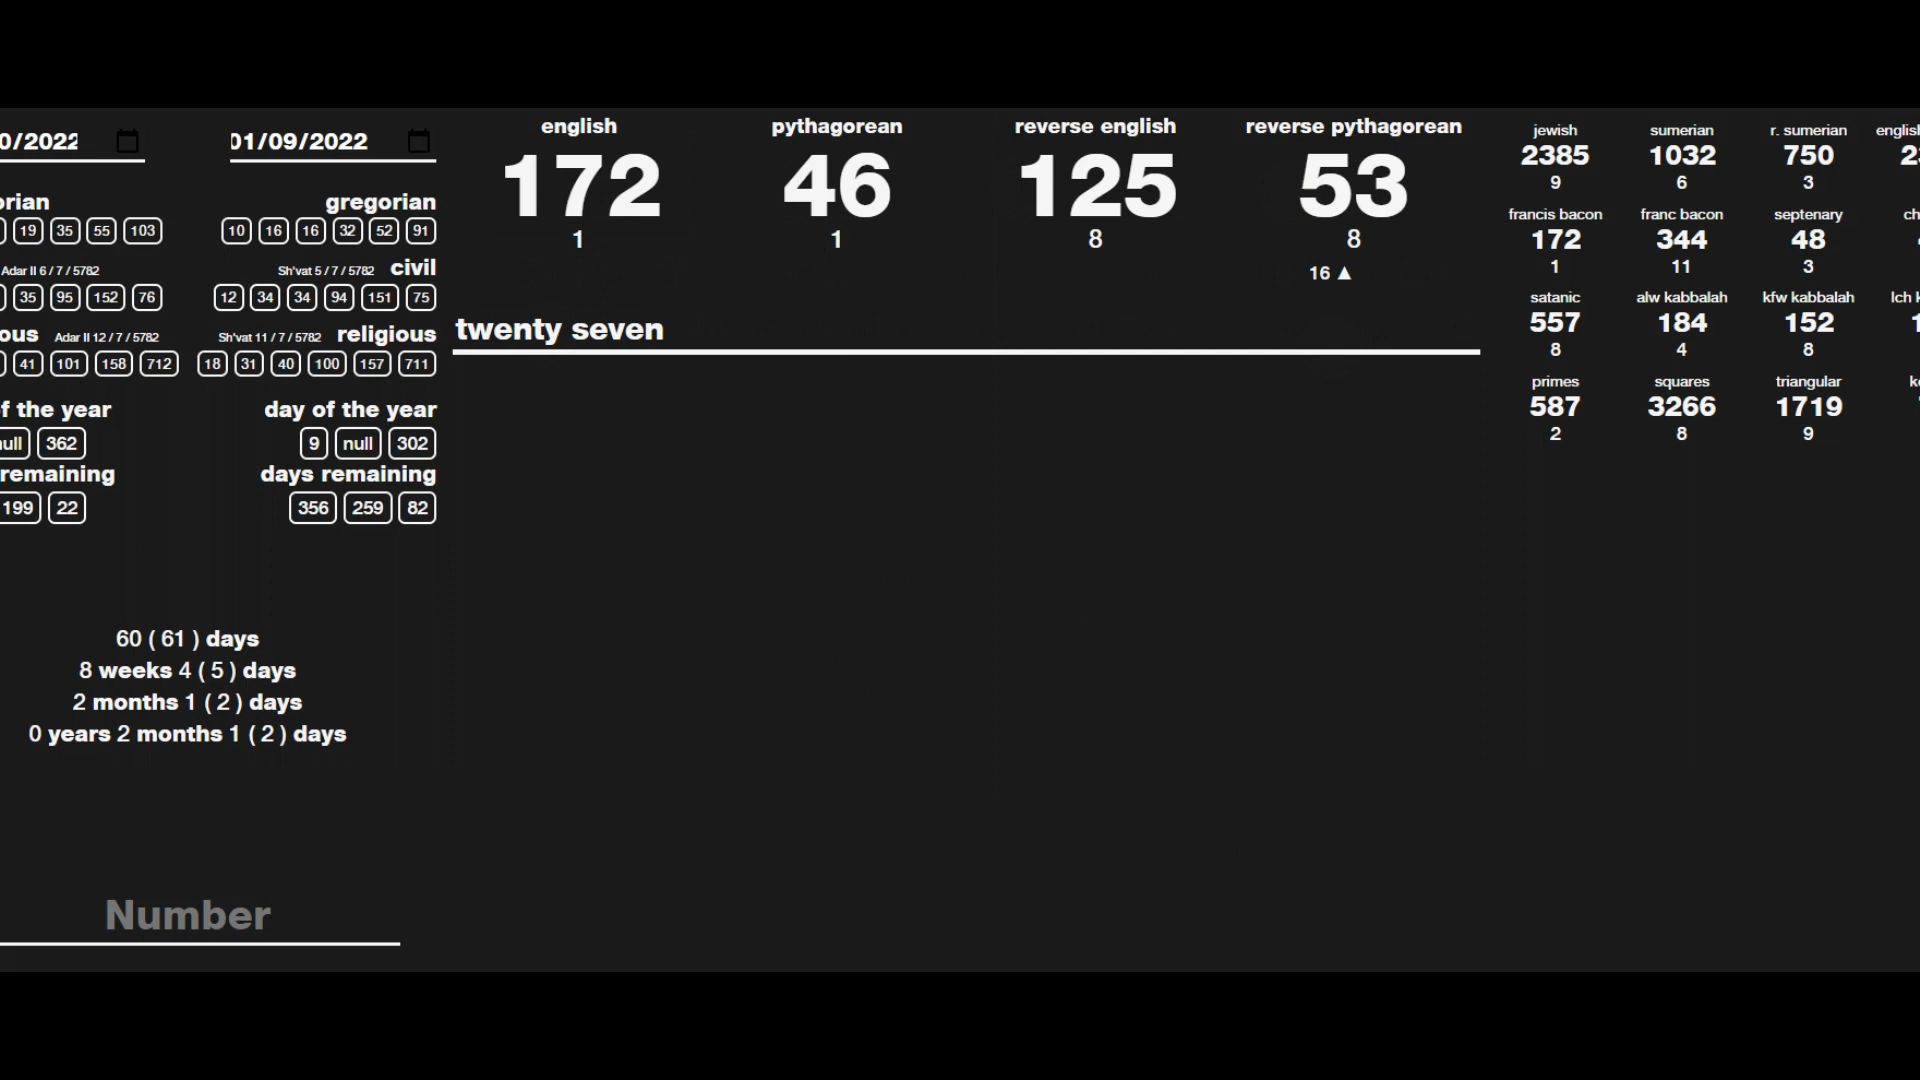 0/2022 01/09/2022
orian gregorian
19 35 55 103 10 16 16 32 52 91
Adar II 6 / 7 / 5782 Sh'vat 5 / 7 / 5782 civil
35 95 152 76 12 34 34 94 151 75
ous Adar II 12 / 7 / 5782 Sh'vat 11 / 7 / 5782 religious
41 101 158 712 18 31 40 100 157 711
f the year day of the year
null 362 9 null 302
remaining days remaining
199 22 356 259 82
60 ( 61 ) days
8 weeks 4 ( 5 ) days
2 months 1 ( 2 ) days
0 years 2 months 1 ( 2 ) days
Number
english pythagorean reverse english reverse pythagorean
172 46 125 53
1 1 8 8
16 ▲
twenty seven
jewish sumerian r. sumerian english
2385 1032 750
9 6 3
francis bacon franc bacon septenary ch
172 344 48
1 11 3
satanic alw kabbalah kfw kabbalah lch k
557 184 152
8 4 8
primes squares triangular
587 3266 1719
2 8 9